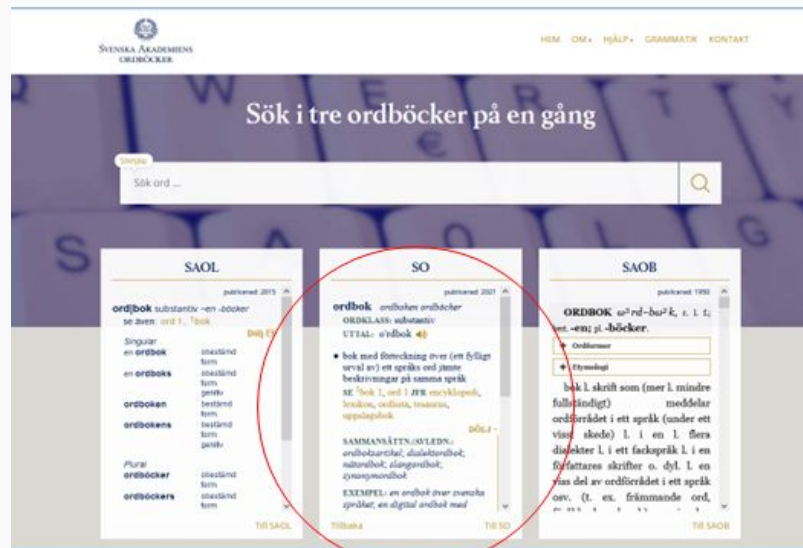 SVENSKA AKADEMIENS
ORDBÖCKER
HEM OM HJÄLP GRAMMATIK KONTAKT
Sök i tre ordböcker på en gång
Sökhjälp
Sök ord ...
SAOL
publicerad: 2015
ord|bok substantiv ~en -böcker
se även: ord 1, ¹bok
Dölj
Singular
en ordbok obestämd
form
en ordboks obestämd
form
genitiv
ordboken bestämd
form
ordbokens bestämd
form
genitiv
Plural
ordböcker obestämd
form
ordböckers obestämd
Till SAOL
SO
publicerad: 2021
ordbok ordboken ordböcker
ORDKLASS: substantiv
UTTAL: o'rdbok
• bok med förteckning över (ett fylligt
urval av) ett språks ord jämte
beskrivningar på samma språk
SE ¹bok 1, ord 1 JFR encyklopedi,
lexikon, ordlista, tesaurus,
uppslagsbok
DÖLJ -
SAMMANSÄTTN./AVLEDN.:
ordboksartikel; dialektordbok;
nätordbok; slangordbok;
synonymordbok
EXEMPEL: en ordbok över svenska
språket, en digital ordbok med
Tillbaka Till SO
SAOB
publicerad: 1950
ORDBOK s. l. f.;
best. -en; pl. -böcker.
+ Ordformer
+ Etymologi
bok l. skrift som (mer l. mindre
fullständigt) meddelar
ordförrådet i ett språk (under ett
visst skede) l. i en l. flera
dialekter l. i ett fackspråk l. i en
författares skrifter o. dyl. l. en
viss del av ordförrådet i ett språk
osv. (t. ex. främmande ord,
Till SAOB